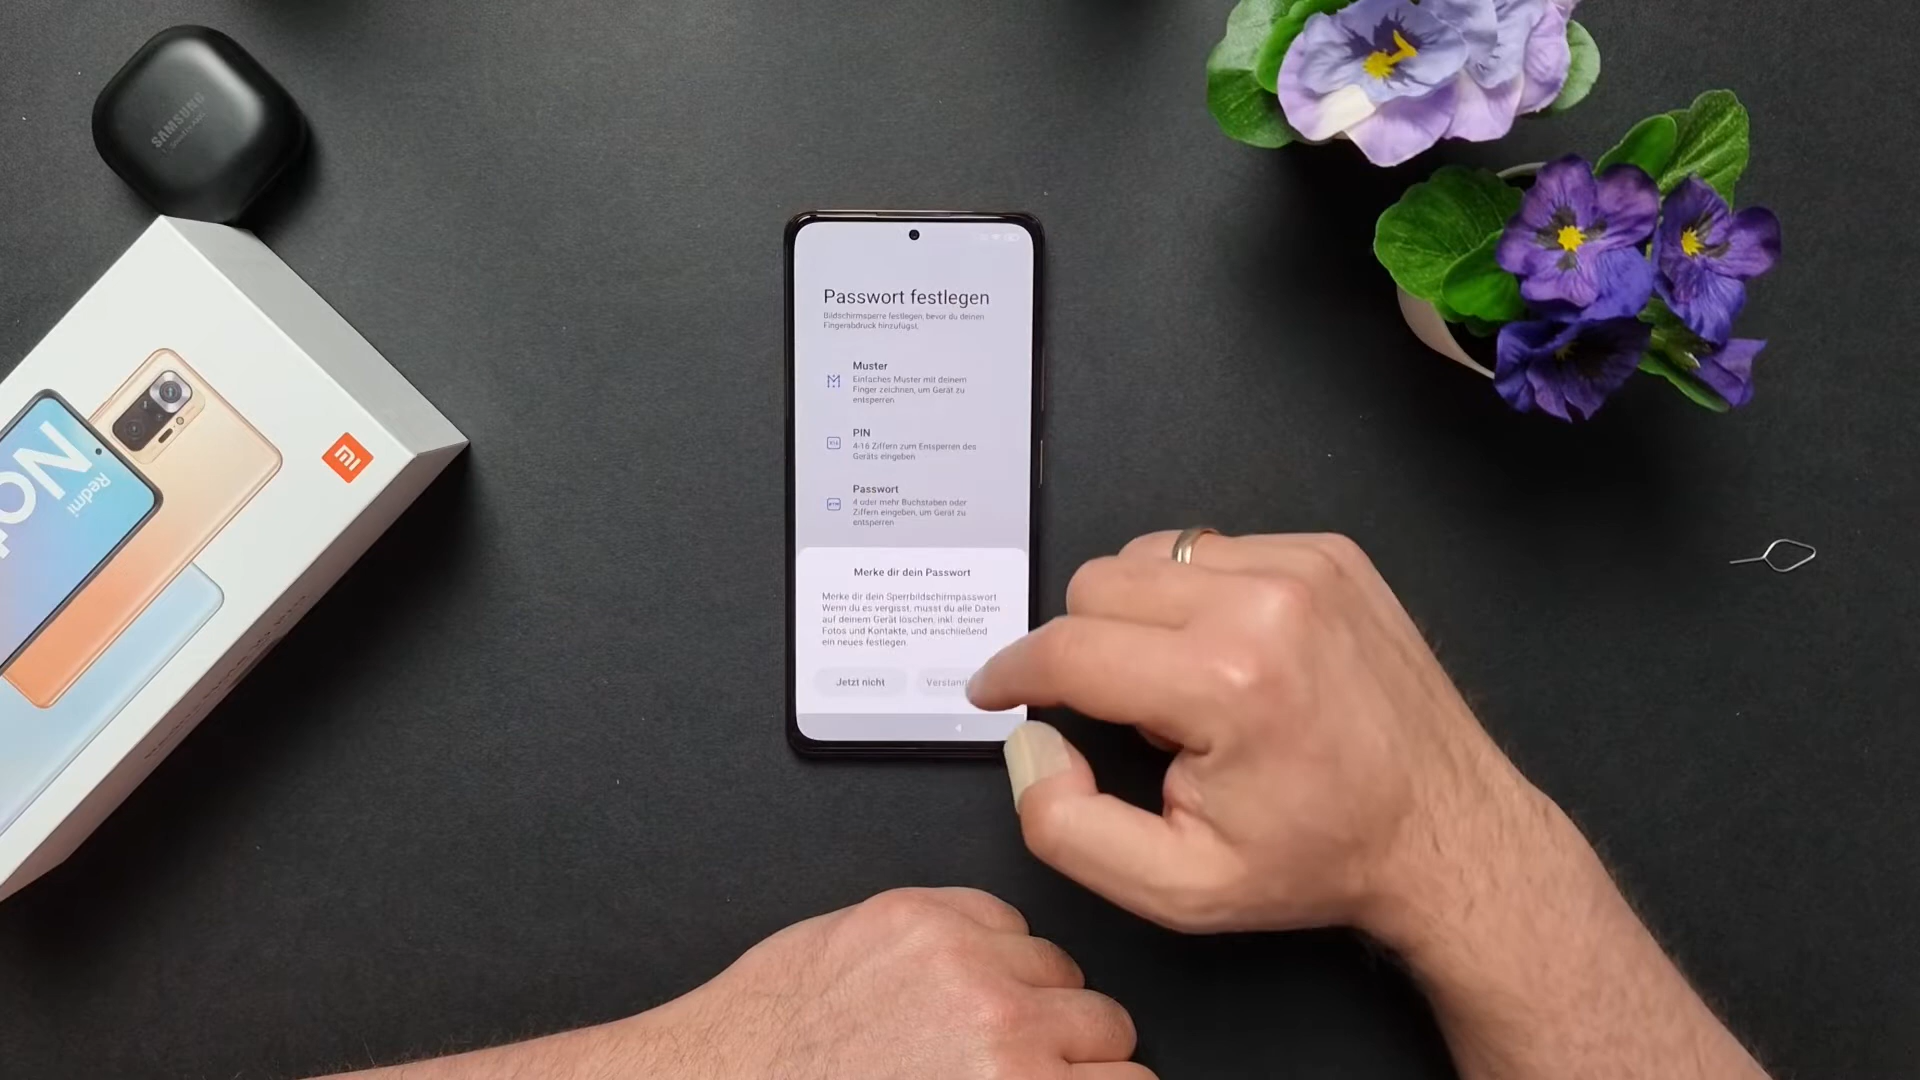 SAMSUNG
Passwort festlegen
Bildschirmsperre festlegen, bevor du deinen
Fingerabdruck hinzufügst.
Muster
Einfaches Muster mit deinem
Finger zeichnen, um Gerät zu
entsperren
PIN
4-16 Ziffern zum Entsperren des
Geräts eingeben
Passwort
4 oder mehr Buchstaben oder
Ziffern eingeben, um Gerät zu
entsperren
Merke dir dein Passwort
Merke dir dein Sperrbildschirmpasswort.
Wenn du es vergisst, musst du alle Daten
auf deinem Gerät löschen, inkl. deiner
Fotos und Kontakte, und anschließend
ein neues festlegen.
Jetzt nicht
Verstand
Redmi